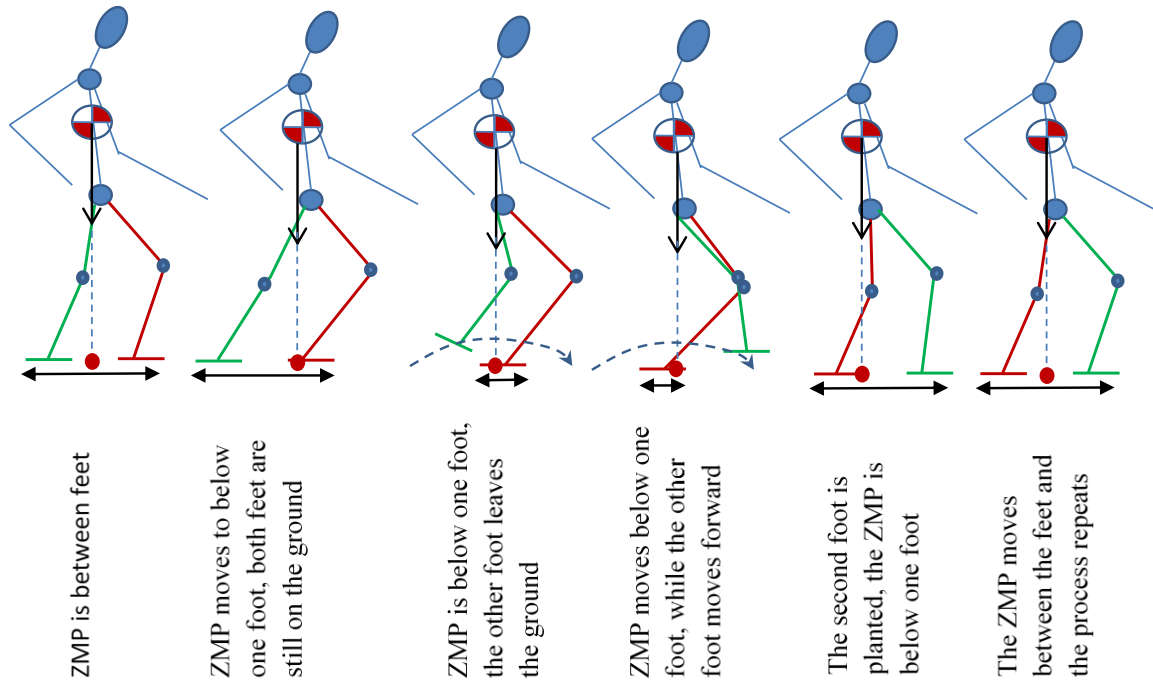 ZMP is between feet
ZMP moves to below
one foot, both feet are
still on the ground
ZMP is below one foot,
the other foot leaves
the ground
ZMP moves below one
foot, while the other
foot moves forward
The second foot is
planted, the ZMP is
below one foot
The ZMP moves
between the feet and
the process repeats